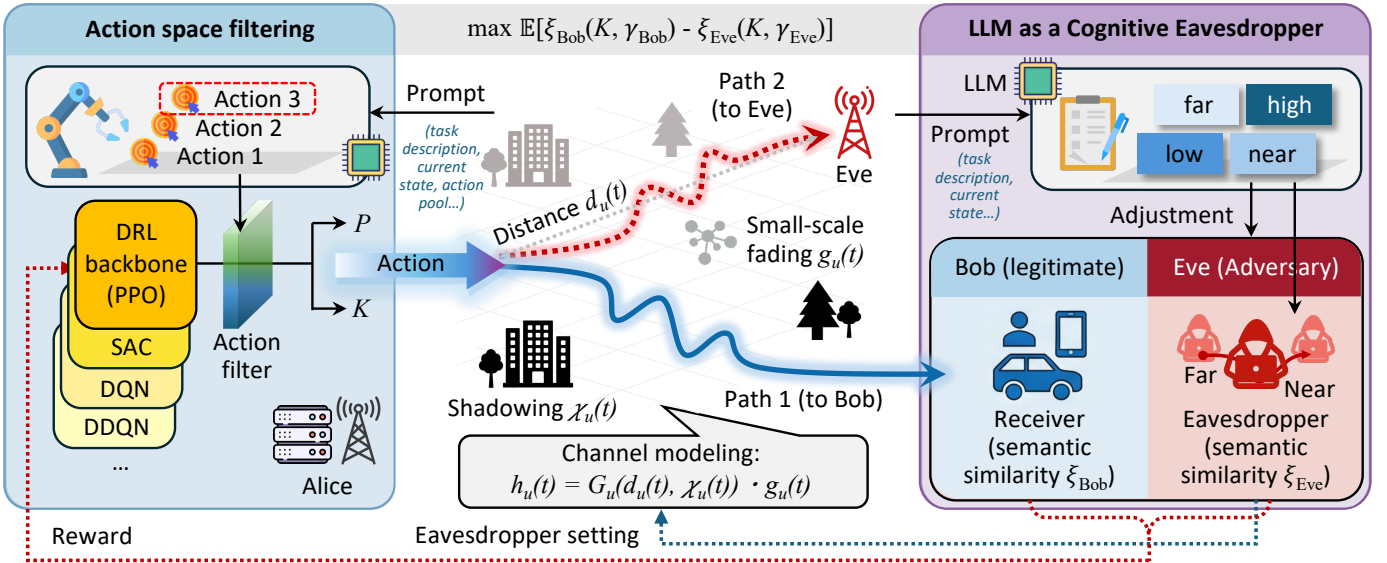 Action space filtering
max 𝔼[ξ_Bob(K, γ_Bob) - ξ_Eve(K, γ_Eve)]
LLM as a Cognitive Eavesdropper
Action 3
Action 2
Action 1
Prompt
(task
description,
current
state, action
pool...)
Path 2
(to Eve)
Eve
LLM
Prompt
(task
description,
current
state...)
far
high
low
near
Adjustment
DRL
backbone
(PPO)
SAC
DQN
DDQN
...
Action
filter
P
K
Alice
Action
Distance d_u(t)
Small-scale
fading g_u(t)
Shadowing χ_u(t)
Path 1 (to Bob)
Channel modeling:
h_u(t) = G_u(d_u(t), χ_u(t)) · g_u(t)
Bob (legitimate)
Receiver
(semantic
similarity ξ_Bob)
Eve (Adversary)
Far
Near
Eavesdropper
(semantic
similarity ξ_Eve)
Reward
Eavesdropper setting